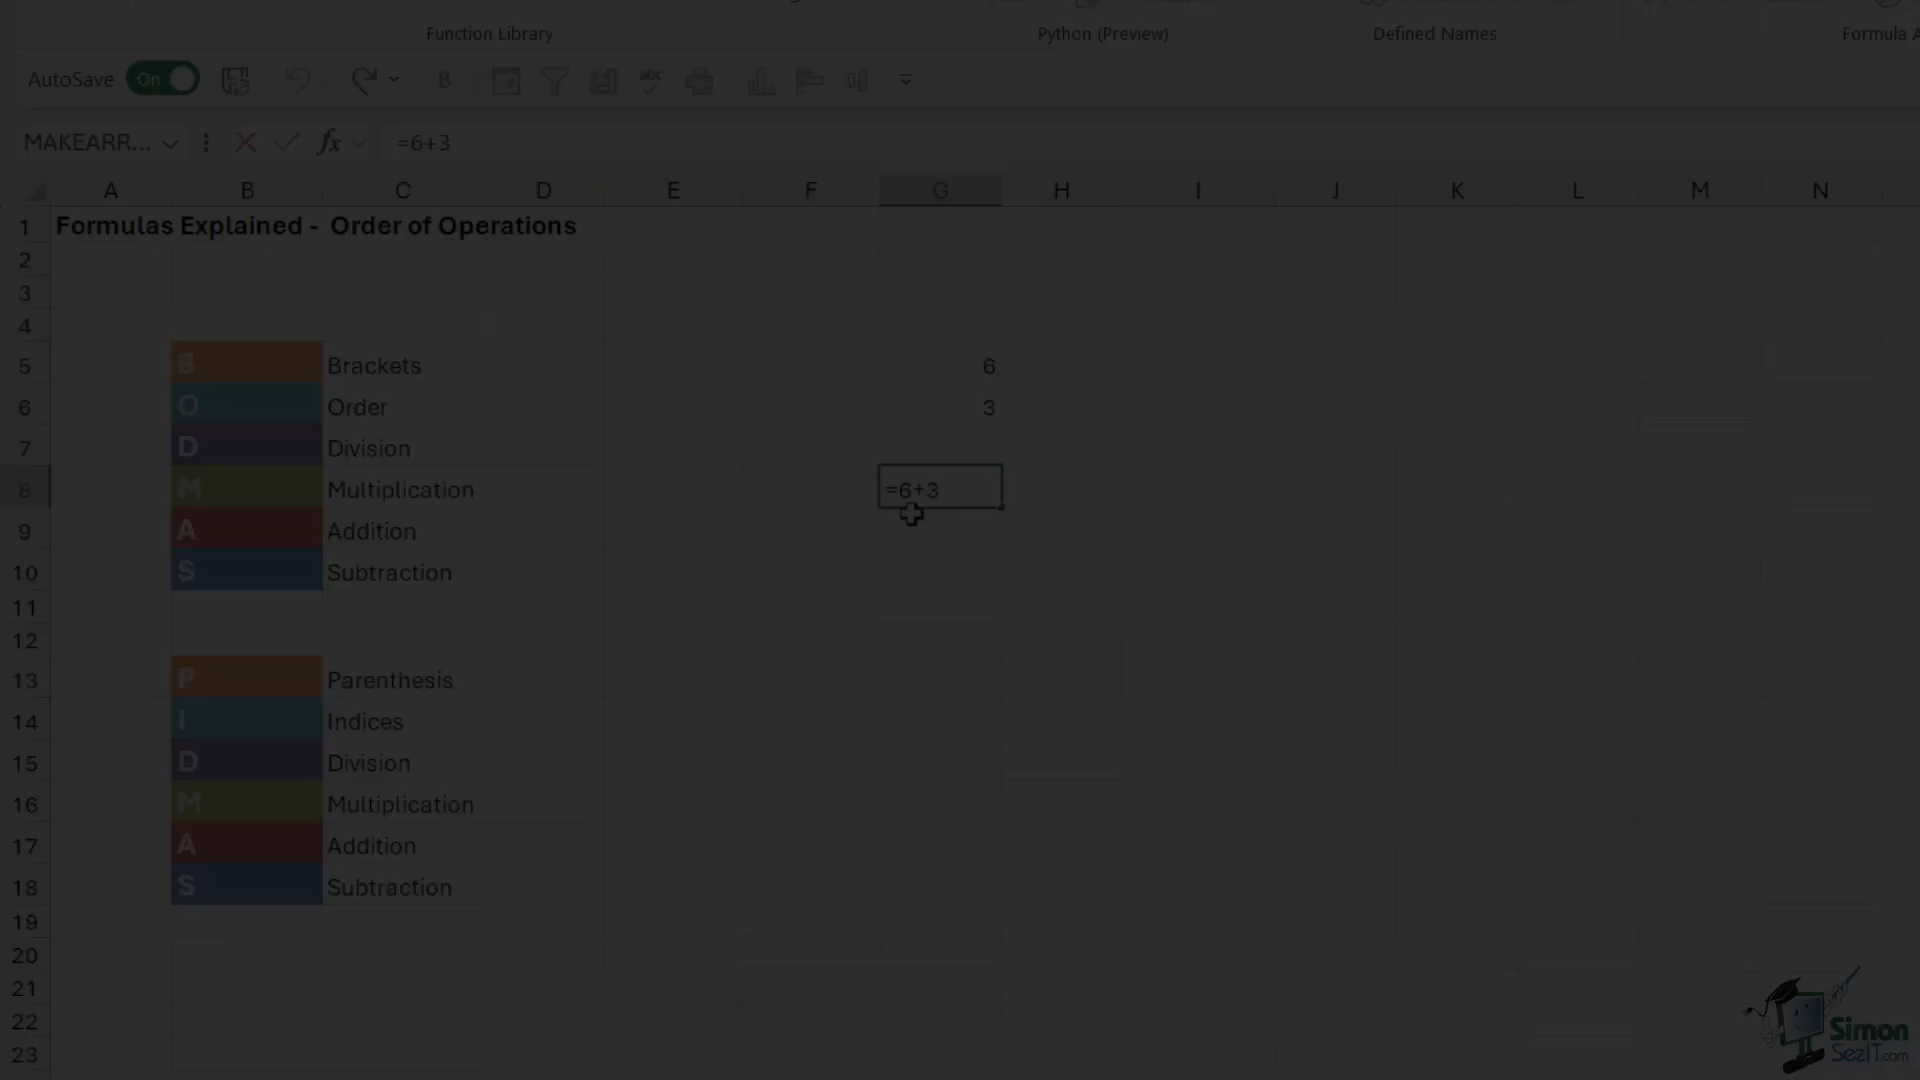 Function Library
Python (Preview)
Defined Names
Formula A
AutoSave On
B
abc
MAKEARR...
fx
=6+3
A B C D E F G H I J K L M N
1 Formulas Explained - Order of Operations
2
3
4
5 B Brackets 6
6 O Order 3
7 D Division
8 M Multiplication =6+3
9 A Addition
10 S Subtraction
11
12
13 P Parenthesis
14 I Indices
15 D Division
16 M Multiplication
17 A Addition
18 S Subtraction
19
20
21
22
23
Simon
SezIT.com